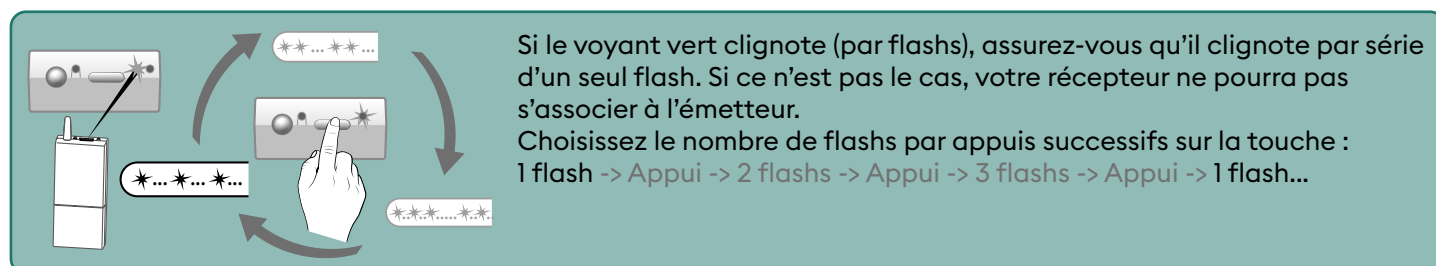 Si le voyant vert clignote (par flashs), assurez-vous qu’il clignote par série
d’un seul flash. Si ce n’est pas le cas, votre récepteur ne pourra pas
s’associer à l’émetteur.
Choisissez le nombre de flashs par appuis successifs sur la touche :
1 flash -> Appui -> 2 flashs -> Appui -> 3 flashs -> Appui -> 1 flash...